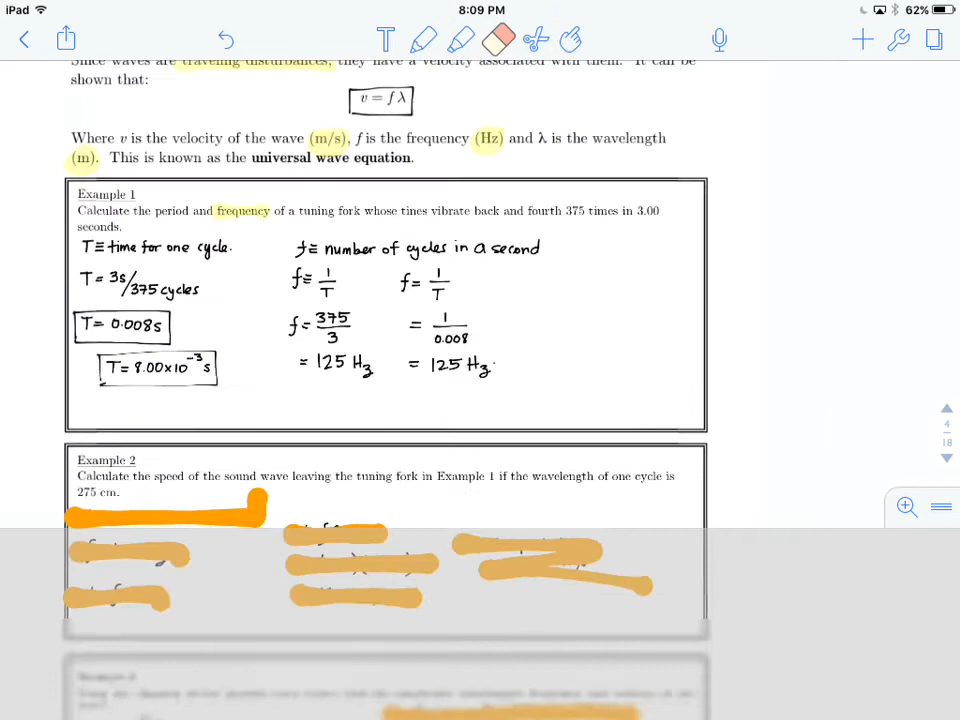 iPad 8:09 PM 62%
T
Since waves are traveling disturbances, they have a velocity associated with them. It can be
shown that:
v = f λ
Where v is the velocity of the wave (m/s), f is the frequency (Hz) and λ is the wavelength
(m). This is known as the universal wave equation.
Example 1
Calculate the period and frequency of a tuning fork whose tines vibrate back and fourth 375 times in 3.00
seconds.
T ≡ time for one cycle. f ≡ number of cycles in a second
T = 3s/375 cycles f ≡ 1/T f = 1/T
T = 0.008s f = 375/3 = 1/0.008
T = 8.00×10⁻³ s = 125 Hz = 125 Hz.
4
18
Example 2
Calculate the speed of the sound wave leaving the tuning fork in Example 1 if the wavelength of one cycle is
275 cm.